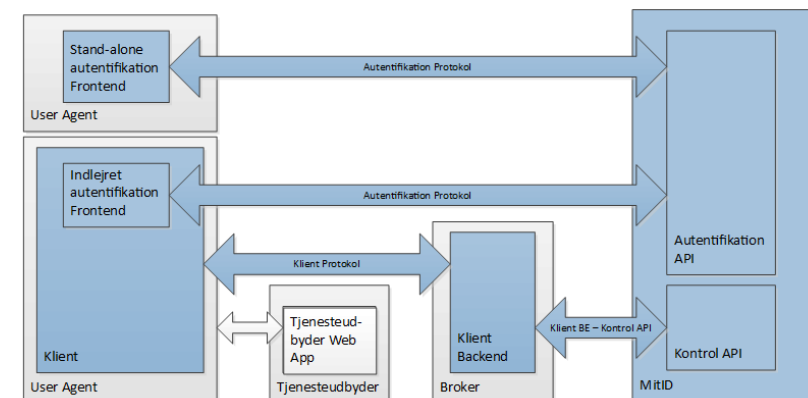 Stand-alone
autentifikation
Frontend
User Agent
Autentifikation Protokol
Indlejret
autentifikation
Frontend
Autentifikation Protokol
Autentifikation
API
Klient Protokol
Tjenesteud-
byder Web
App
Klient
Backend
Klient BE – Kontrol API
Kontrol API
Klient
User Agent
Tjenesteudbyder
Broker
MitID